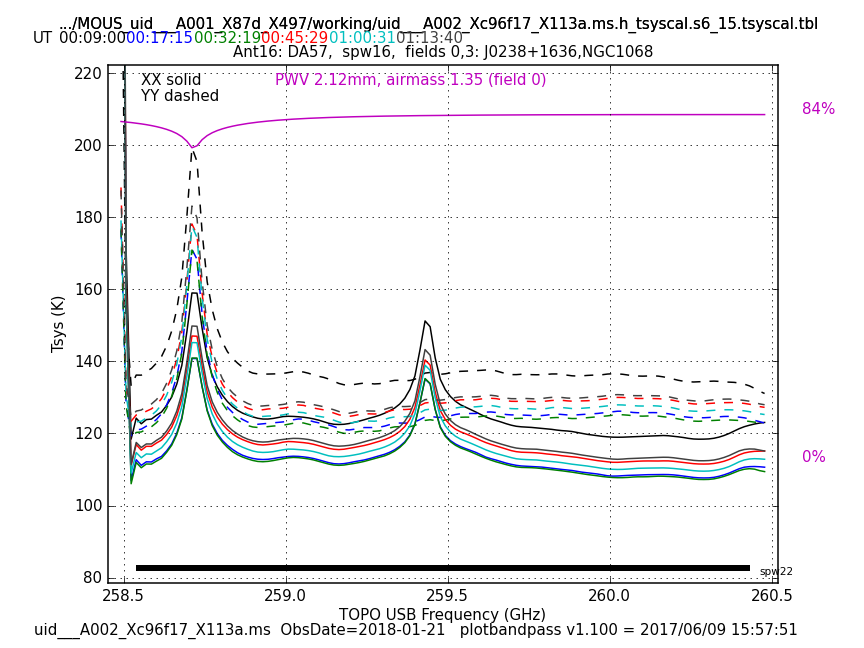 .../MOUS_uid___A001_X87d_X497/working/uid___A002_Xc96f17_X113a.ms.h_tsyscal.s6_15.tsyscal.tbl
UT 00:09:00 00:17:15 00:32:19 00:45:29 01:00:31 01:13:40
Ant16: DA57, spw16, fields 0,3: J0238+1636,NGC1068
XX solid
YY dashed
PWV 2.12mm, airmass 1.35 (field 0)
84%
0%
220
200
180
160
140
120
100
80
Tsys (K)
spw22
258.5 259.0 259.5 260.0 260.5
TOPO USB Frequency (GHz)
uid___A002_Xc96f17_X113a.ms ObsDate=2018-01-21 plotbandpass v1.100 = 2017/06/09 15:57:51